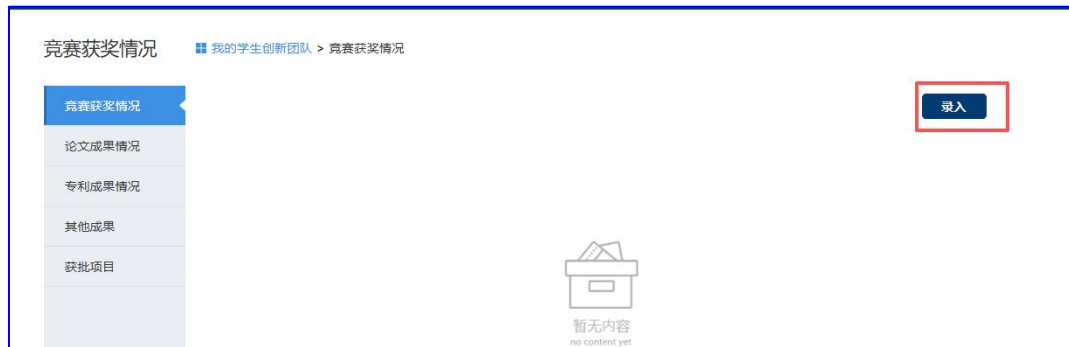 竞赛获奖情况 我的学生创新团队 > 竞赛获奖情况
竞赛获奖情况
录入
论文成果情况
专利成果情况
其他成果
获批项目
暂无内容
no content yet